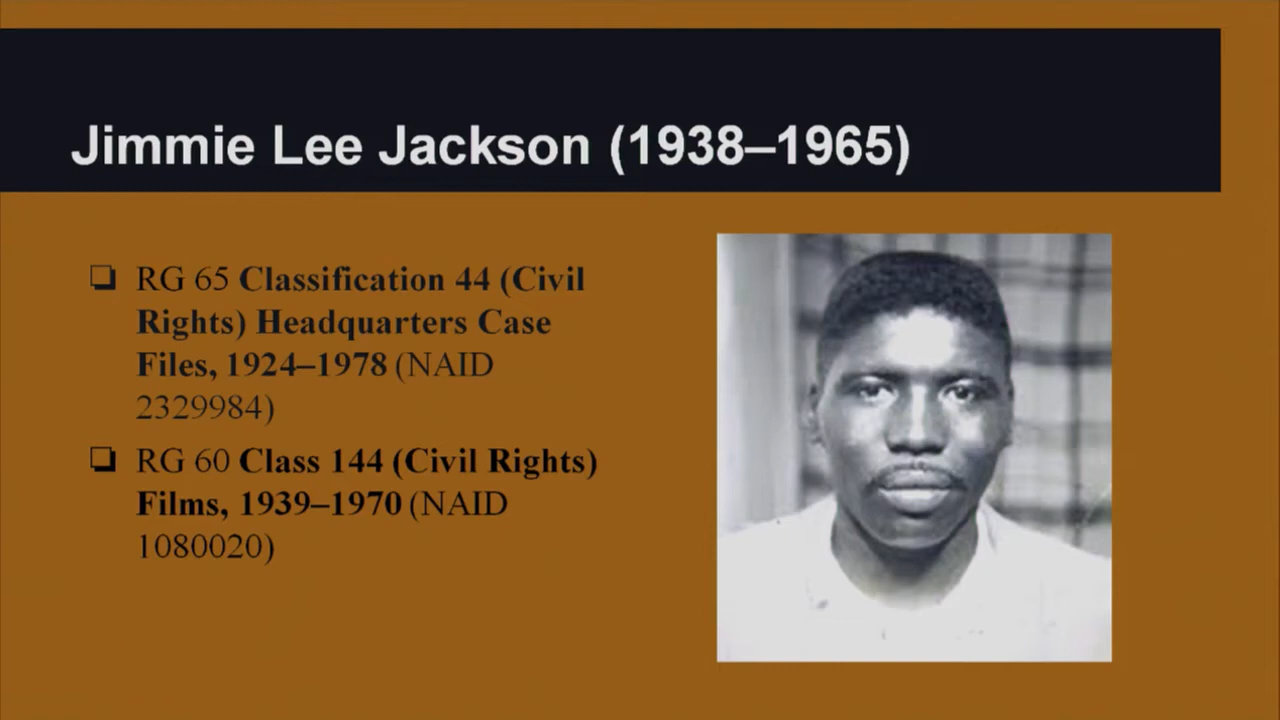 Jimmie Lee Jackson (1938–1965)
RG 65 Classification 44 (Civil
Rights) Headquarters Case
Files, 1924–1978 (NAID
2329984)
RG 60 Class 144 (Civil Rights)
Films, 1939–1970 (NAID
1080020)